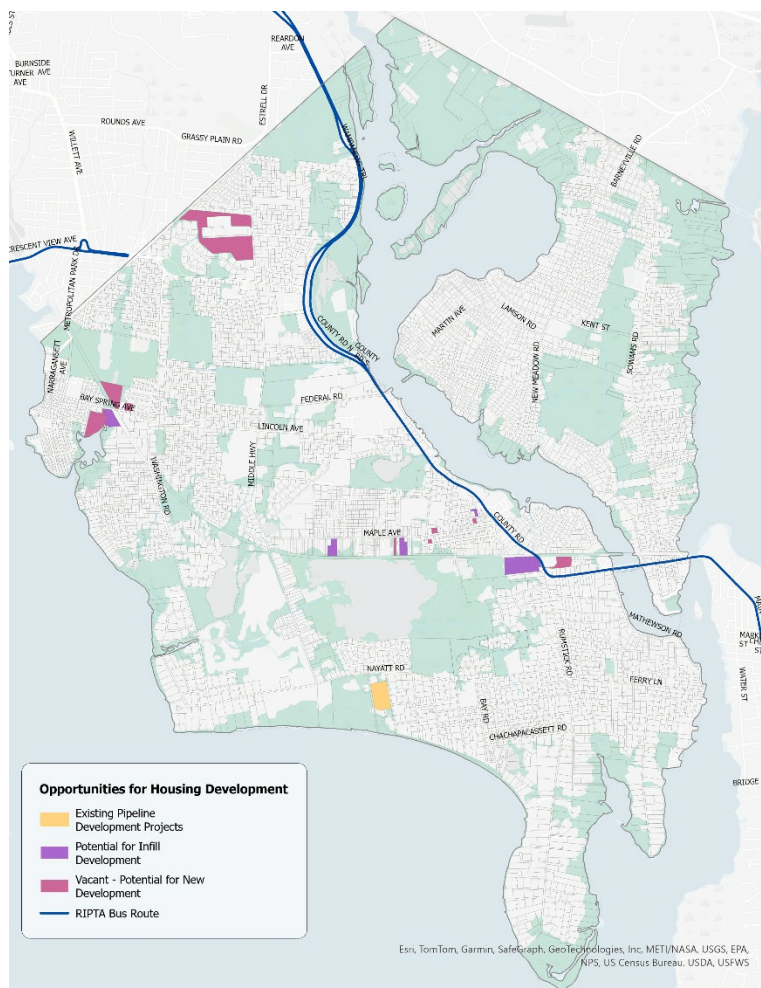 REARDON
AVE
BURNSIDE
AVE
TURNER AVE
ESTRELL DR
ROUNDS AVE
GRASSY PLAIN RD
WILLETT AVE
BARNEYVILLE RD
CRESCENT VIEW AVE
METROPOLITAN PARK DR
NARRAGANSETT
AVE
MARTIN AVE
LAMSON RD
KENT ST
NEW MEADOW RD
SOWAMS RD
COUNTY RD N
COUNTY
BAY SPRING AVE
FEDERAL RD
LINCOLN AVE
MIDDLE HWY
WASHINGTON RD
MAPLE AVE
COUNTY RD
MATHEWSON RD
ST
WATER ST
NAYATT RD
RUMSTICK RD
FERRY LN
BAY RD
CHACHAPACASSETT RD
BRIDGE
Opportunities for Housing Development
Existing Pipeline
Development Projects
Potential for Infill
Development
Vacant - Potential for New
Development
RIPTA Bus Route
Esri, TomTom, Garmin, SafeGraph, GeoTechnologies, Inc, METI/NASA, USGS, EPA,
NPS, US Census Bureau, USDA, USFWS